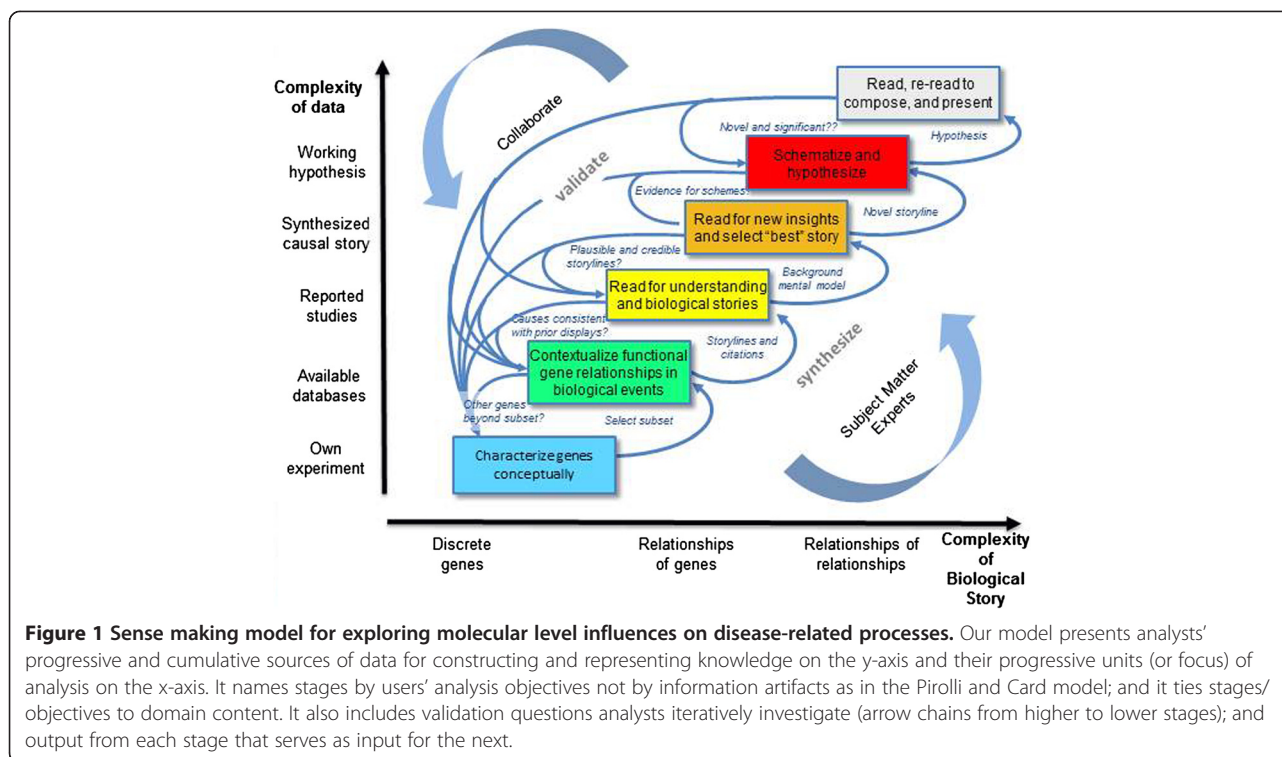 Complexity
of data
Working
hypothesis
Synthesized
causal story
Reported
studies
Available
databases
Own
experiment
Collaborate
validate
Read, re-read to
compose, and present
Novel and significant??
Hypothesis
Schematize and
hypothesize
Evidence for schemes?
Novel storyline
Read for new insights
and select “best” story
Plausible and credible
storylines?
Background
mental model
Read for understanding
and biological stories
Causes consistent
with prior displays?
Storylines and
citations
synthesize
Contextualize functional
gene relationships in
biological events
Other genes
beyond subset?
Select subset
Subject Matter
Experts
Characterize genes
conceptually
Discrete
genes
Relationships
of genes
Relationships of
relationships
Complexity
of
Biological
Story
Figure 1 Sense making model for exploring molecular level influences on disease-related processes. Our model presents analysts’
progressive and cumulative sources of data for constructing and representing knowledge on the y-axis and their progressive units (or focus) of
analysis on the x-axis. It names stages by users’ analysis objectives not by information artifacts as in the Pirolli and Card model; and it ties stages/
objectives to domain content. It also includes validation questions analysts iteratively investigate (arrow chains from higher to lower stages); and
output from each stage that serves as input for the next.